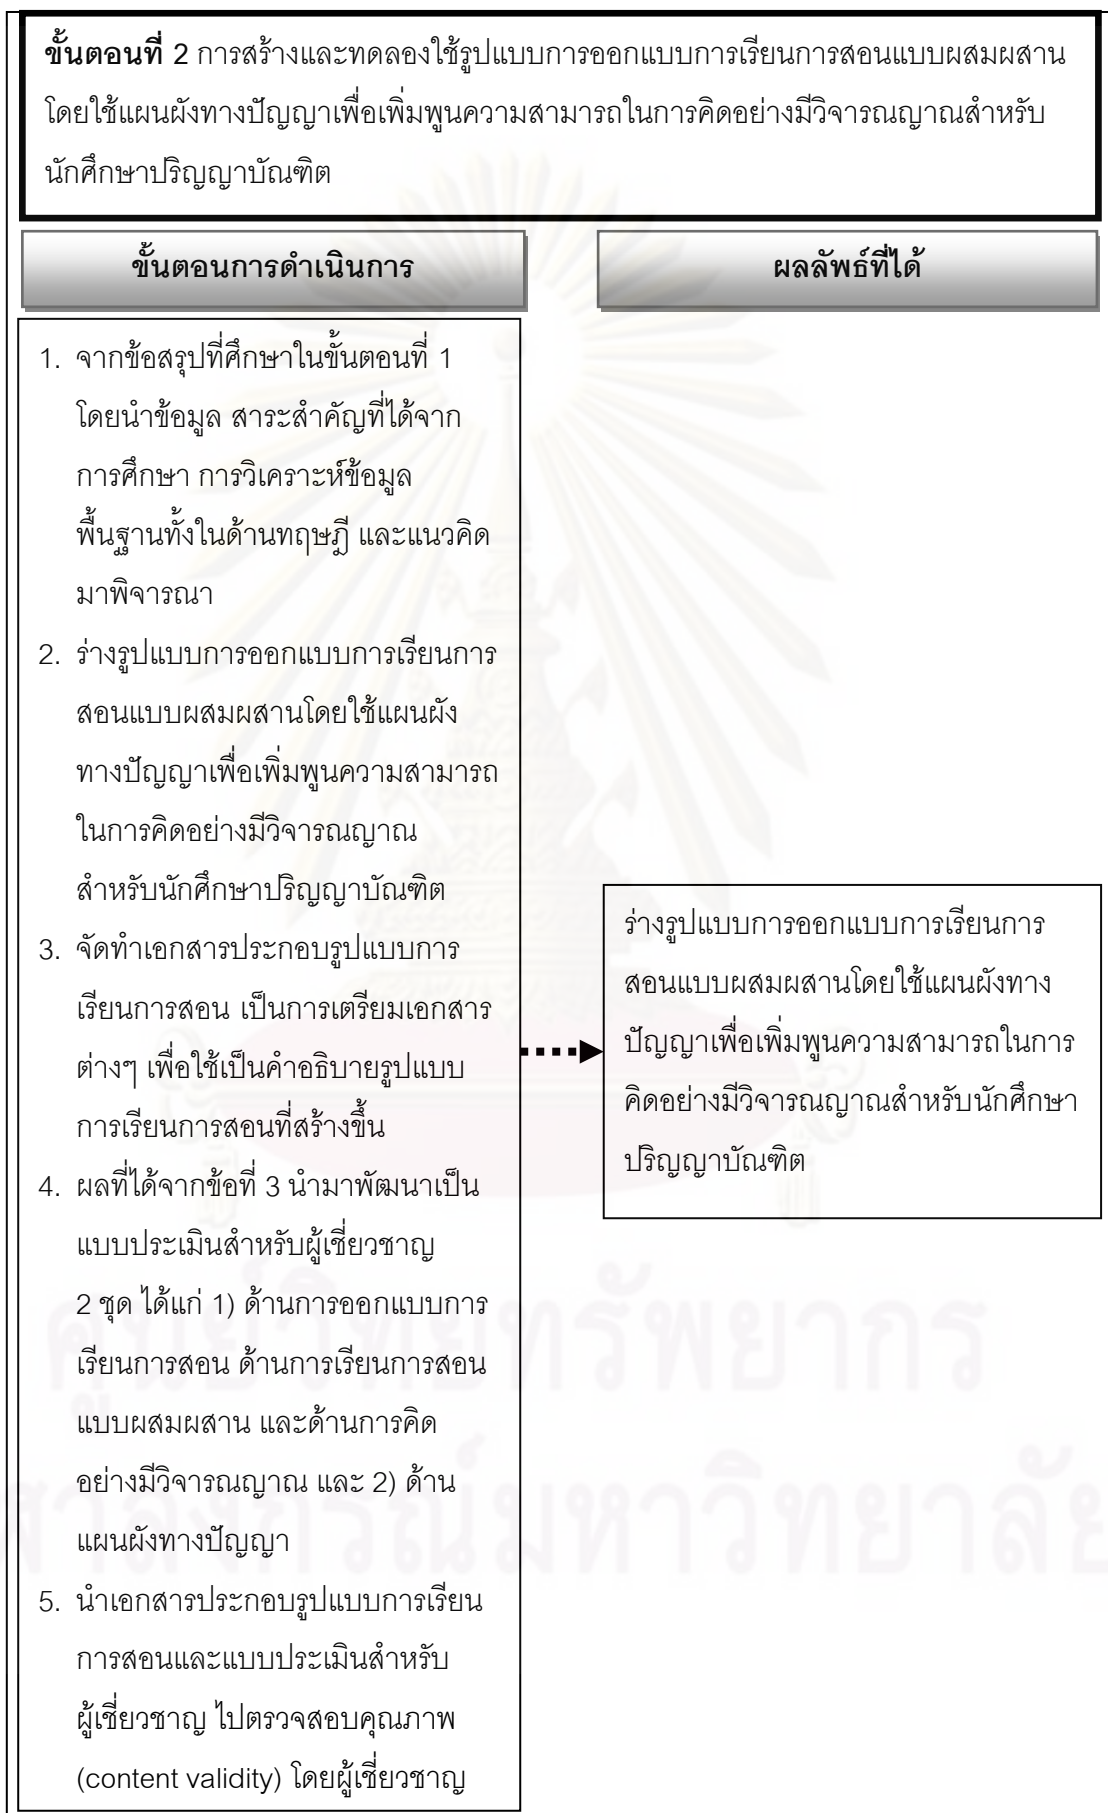 ขั้นตอนที่ 2 การสร้างและทดลองใช้รูปแบบการออกแบบการเรียนการสอนแบบผสมผสาน
โดยใช้แผนผังทางปัญญาเพื่อเพิ่มพูนความสามารถในการคิดอย่างมีวิจารณญาณสำหรับ
นักศึกษาปริญญาบัณฑิต
ขั้นตอนการดำเนินการ
ผลลัพธ์ที่ได้
1. จากข้อสรุปที่ศึกษาในขั้นตอนที่ 1
โดยนำข้อมูล สาระสำคัญที่ได้จาก
การศึกษา การวิเคราะห์ข้อมูล
พื้นฐานทั้งในด้านทฤษฎี และแนวคิด
มาพิจารณา
2. ร่างรูปแบบการออกแบบการเรียนการ
สอนแบบผสมผสานโดยใช้แผนผัง
ทางปัญญาเพื่อเพิ่มพูนความสามารถ
ในการคิดอย่างมีวิจารณญาณ
สำหรับนักศึกษาปริญญาบัณฑิต
3. จัดทำเอกสารประกอบรูปแบบการ
เรียนการสอน เป็นการเตรียมเอกสาร
ต่างๆ เพื่อใช้เป็นคำอธิบายรูปแบบ
การเรียนการสอนที่สร้างขึ้น
4. ผลที่ได้จากข้อที่ 3 นำมาพัฒนาเป็น
แบบประเมินสำหรับผู้เชี่ยวชาญ
2 ชุด ได้แก่ 1) ด้านการออกแบบการ
เรียนการสอน ด้านการเรียนการสอน
แบบผสมผสาน และด้านการคิด
อย่างมีวิจารณญาณ และ 2) ด้าน
แผนผังทางปัญญา
5. นำเอกสารประกอบรูปแบบการเรียน
การสอนและแบบประเมินสำหรับ
ผู้เชี่ยวชาญ ไปตรวจสอบคุณภาพ
(content validity) โดยผู้เชี่ยวชาญ
ร่างรูปแบบการออกแบบการเรียนการ
สอนแบบผสมผสานโดยใช้แผนผังทาง
ปัญญาเพื่อเพิ่มพูนความสามารถในการ
คิดอย่างมีวิจารณญาณสำหรับนักศึกษา
ปริญญาบัณฑิต
ศูนย์วิทยทรัพยากร
ศาลงกรณ์มหาวิทยาลัย